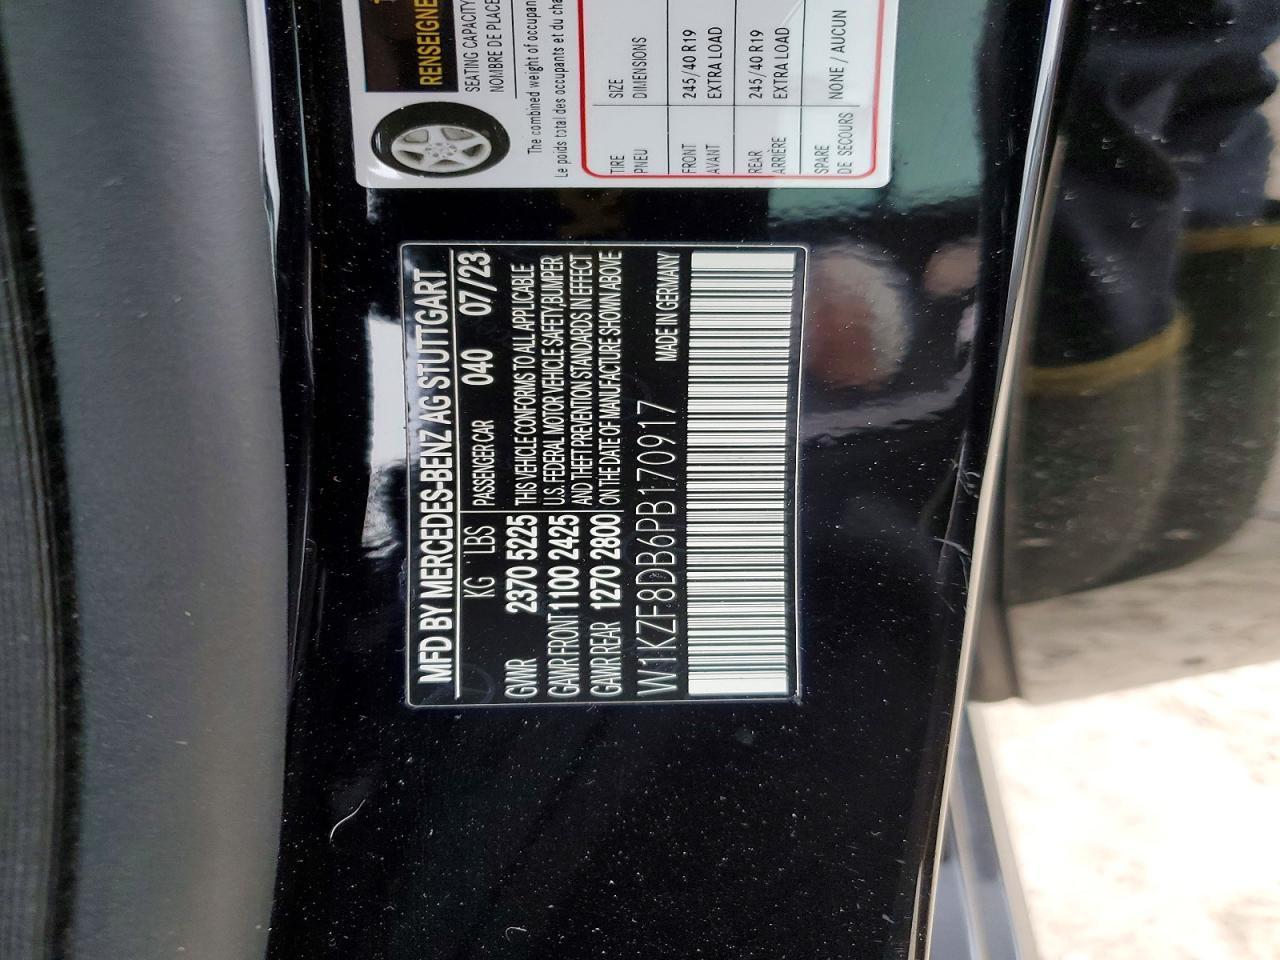 RENSEIGNE
SEATING CAPACITY
NOMBRE DE PLACE
The combined weight of occupan
Le poids total des occupants et du cha
TIRE SIZE
PNEU DIMENSIONS
FRONT 245/40 R19
AVANT EXTRA LOAD
REAR 245/40 R19
ARRIÈRE EXTRA LOAD
SPARE NONE / AUCUN
DE SECOURS
MFD BY MERCEDES-BENZ AG STUTTGART
KG LBS PASSENGER CAR 040 07/23
GVWR 2370 5225 THIS VEHICLE CONFORMS TO ALL APPLICABLE
GAWR FRONT 1100 2425 U.S. FEDERAL MOTOR VEHICLE SAFETY,BUMPER
AND THEFT PREVENTION STANDARDS IN EFFECT
GAWR REAR 1270 2800 ON THE DATE OF MANUFACTURE SHOWN ABOVE
W1KZF8DB6PB170917 MADE IN GERMANY